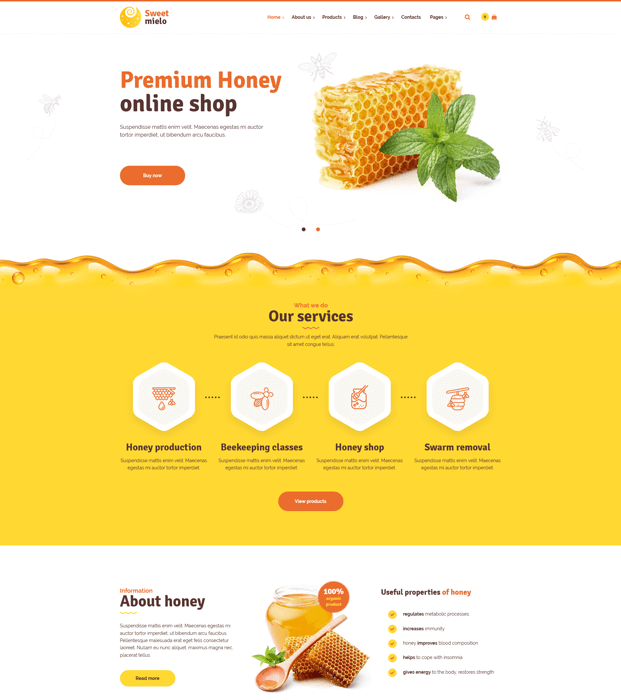 Sweet
mielo
Home
About us
Products
Blog
Gallery
Contacts
Pages
0
Premium Honey
online shop
Suspendisse mattis enim velit. Maecenas egestas mi auctor
tortor imperdiet, ut bibendum arcu faucibus.
Buy now
What we do
Our services
Praesent id odio quis massa aliquet dictum ut eget erat. Aliquam erat volutpat. Pellentesque
sit amet congue tellus.
Honey production
Suspendisse mattis enim velit. Maecenas
egestas mi auctor tortor imperdiet.
Beekeeping classes
Suspendisse mattis enim velit. Maecenas
egestas mi auctor tortor imperdiet.
Honey shop
Suspendisse mattis enim velit. Maecenas
egestas mi auctor tortor imperdiet.
Swarm removal
Suspendisse mattis enim velit. Maecenas
egestas mi auctor tortor imperdiet.
View products
Information
About honey
Suspendisse mattis enim velit. Maecenas egestas mi
auctor tortor imperdiet, ut bibendum arcu faucibus.
Pellentesque malesuada erat eget felis consectetur
laoreet. Nullam eu nunc aliquet, maximus magna nec,
placerat tellus.
Read more
100%
organic
product
Useful properties of honey
regulates metabolic processes
increases immunity
honey improves blood composition
helps to cope with insomnia
gives energy to the body, restores strength